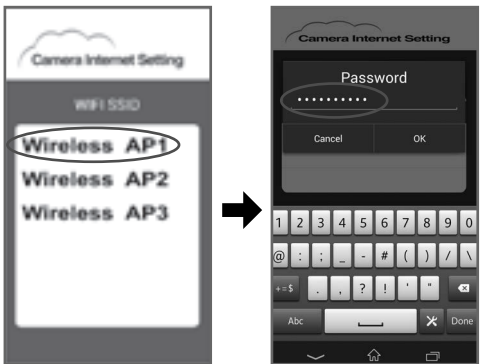 Camera Internet Setting
WIFI SSID
Wireless AP1
Wireless AP2
Wireless AP3
Camera Internet Setting
Password
••••••••••
Cancel OK
1 2 3 4 5 6 7 8 9 0
@ : ; _ - # ( ) / \
+=$ . , ? ! ' "
Abc Done